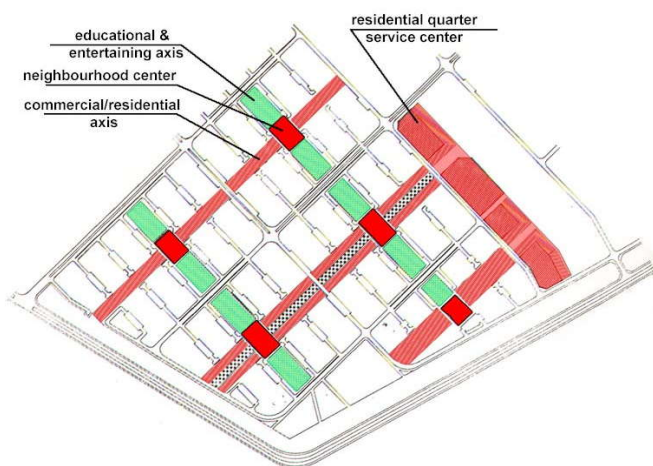 educational &
entertaining axis
neighbourhood center
commercial/residential
axis
residential quarter
service center